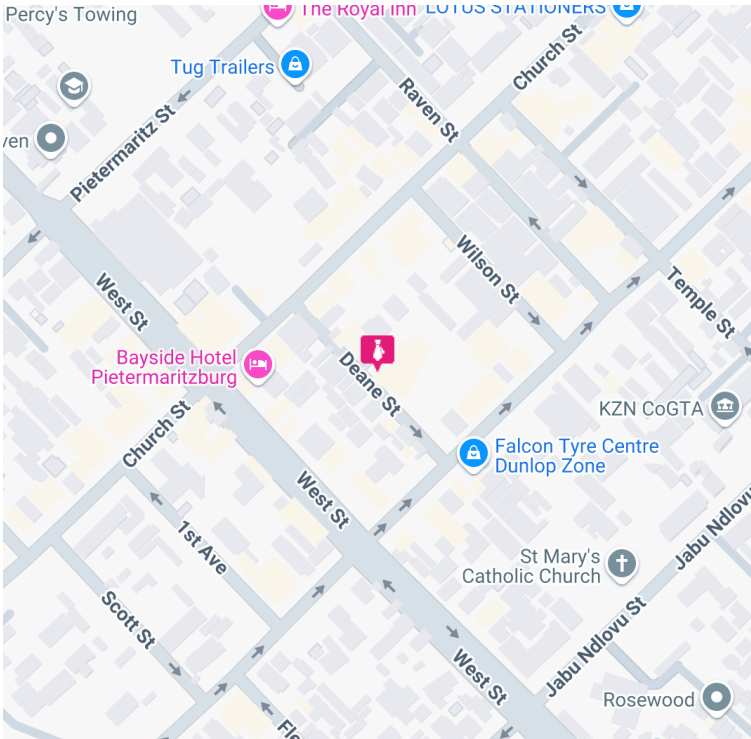 Percy's Towing
The Royal Inn
LOTUS STATIONERS
Tug Trailers
Church St
Raven St
Pietermaritz St
ven
Wilson St
West St
Temple St
Bayside Hotel
Pietermaritzburg
Deane St
KZN CoGTA
Church St
Falcon Tyre Centre
Dunlop Zone
West St
1st Ave
Jabu Ndlovu
St Mary's
Catholic Church
Scott St
Jabu Ndlovu St
West St
Rosewood
Fle